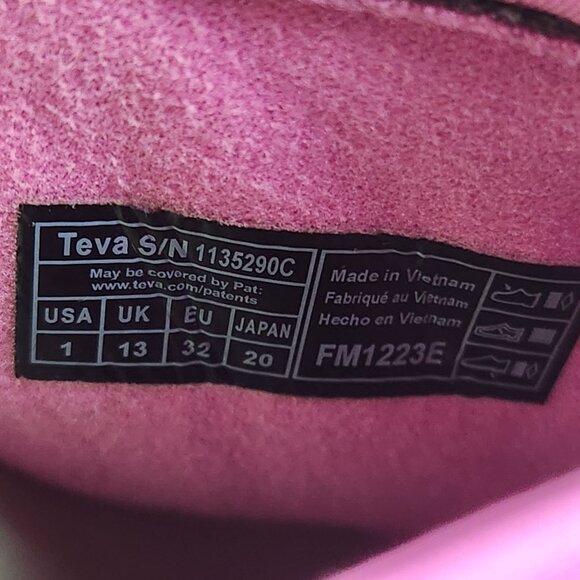 Teva S/N 1135290C
May be covered by Pat:
www.teva.com/patents
USA UK EU JAPAN
1 13 32 20
Made in Vietnam
Fabriqué au Vietnam
Hecho en Vietnam
FM1223E